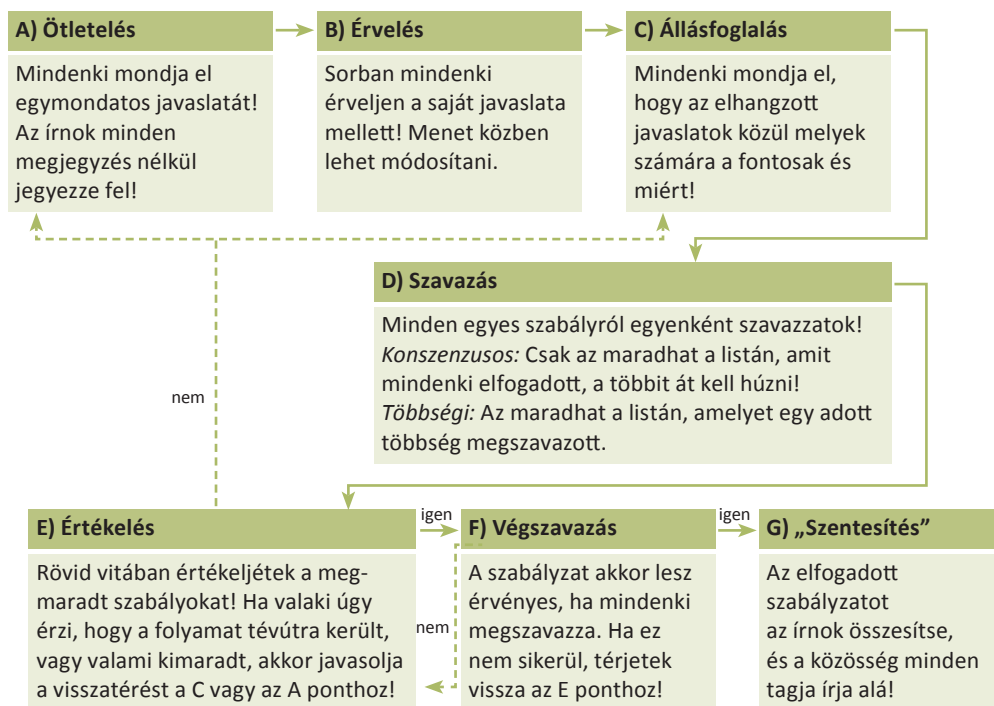 A) Ötletelés
Mindenki mondja el
egymondatos javaslatát!
Az írnok minden
megjegyzés nélkül
jegyezze fel!
B) Érvelés
Sorban mindenki
érveljen a saját javaslata
mellett! Menet közben
lehet módosítani.
C) Állásfoglalás
Mindenki mondja el,
hogy az elhangzott
javaslatok közül melyek
számára a fontosak és
miért!
D) Szavazás
Minden egyes szabályról egyenként szavazzatok!
Konszenzusos: Csak az maradhat a listán, amit
mindenki elfogadott, a többit át kell húzni!
Többségi: Az maradhat a listán, amelyet egy adott
többség megszavazott.
nem
E) Értékelés
Rövid vitában értékeljétek a meg-
maradt szabályokat! Ha valaki úgy
érzi, hogy a folyamat tévútra került,
vagy valami kimaradt, akkor javasolja
a visszatérést a C vagy az A ponthoz!
igen
nem
F) Végszavazás
A szabályzat akkor lesz
érvényes, ha mindenki
megszavazza. Ha ez
nem sikerül, térjetek
vissza az E ponthoz!
igen
G) „Szentesítés”
Az elfogadott
szabályzatot
az írnok összesítse,
és a közösség minden
tagja írja alá!